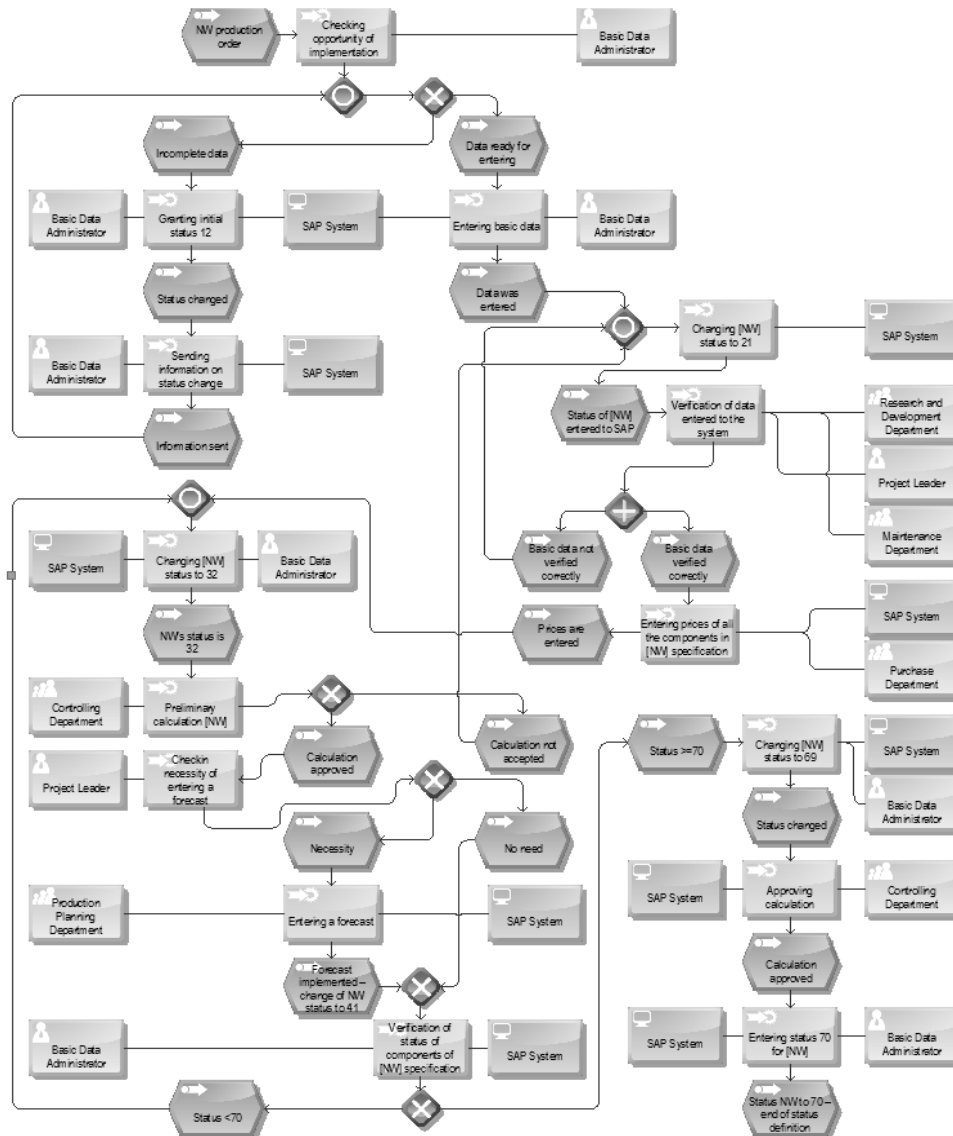 NW production
order
Checking
opportunity of
implementation
Basic Data
Administrator
Incomplete data
Data ready for
entering
Basic Data
Administrator
Granting initial
status 12
SAP System
Entering basic data
Basic Data
Administrator
Status changed
Data was
entered
Changing [NW]
status to 21
SAP System
Basic Data
Administrator
Sending
information on
status change
SAP System
Status of [NW]
entered to SAP
Verification of data
entered to the
system
Research and
Development
Department
Information sent
Project Leader
Maintenance
Department
SAP System
Changing [NW]
status to 32
Basic Data
Administrator
Basic data not
verified
correctly
Basic data
verified
correctly
NW's status is
32
Prices are
entered
Entering prices of all
the components in
[NW] specification
SAP System
Purchase
Department
Controlling
Department
Preliminary
calculation [NW]
Calculation
approved
Calculation not
accepted
Status >=70
Changing [NW]
status to 69
SAP System
Project Leader
Checkin
necessity of
entering a
forecast
Basic Data
Administrator
Necessity
No need
Status changed
Production
Planning
Department
Entering a forecast
SAP System
SAP System
Approving
calculation
Controlling
Department
Forecast
implemented –
change of NW
status to 41
Calculation
approved
Basic Data
Administrator
Verification of
status of
components of
[NW] specification
SAP System
SAP System
Entering status 70
for [NW]
Basic Data
Administrator
Status <70
Status NW to 70 –
end of status
definition